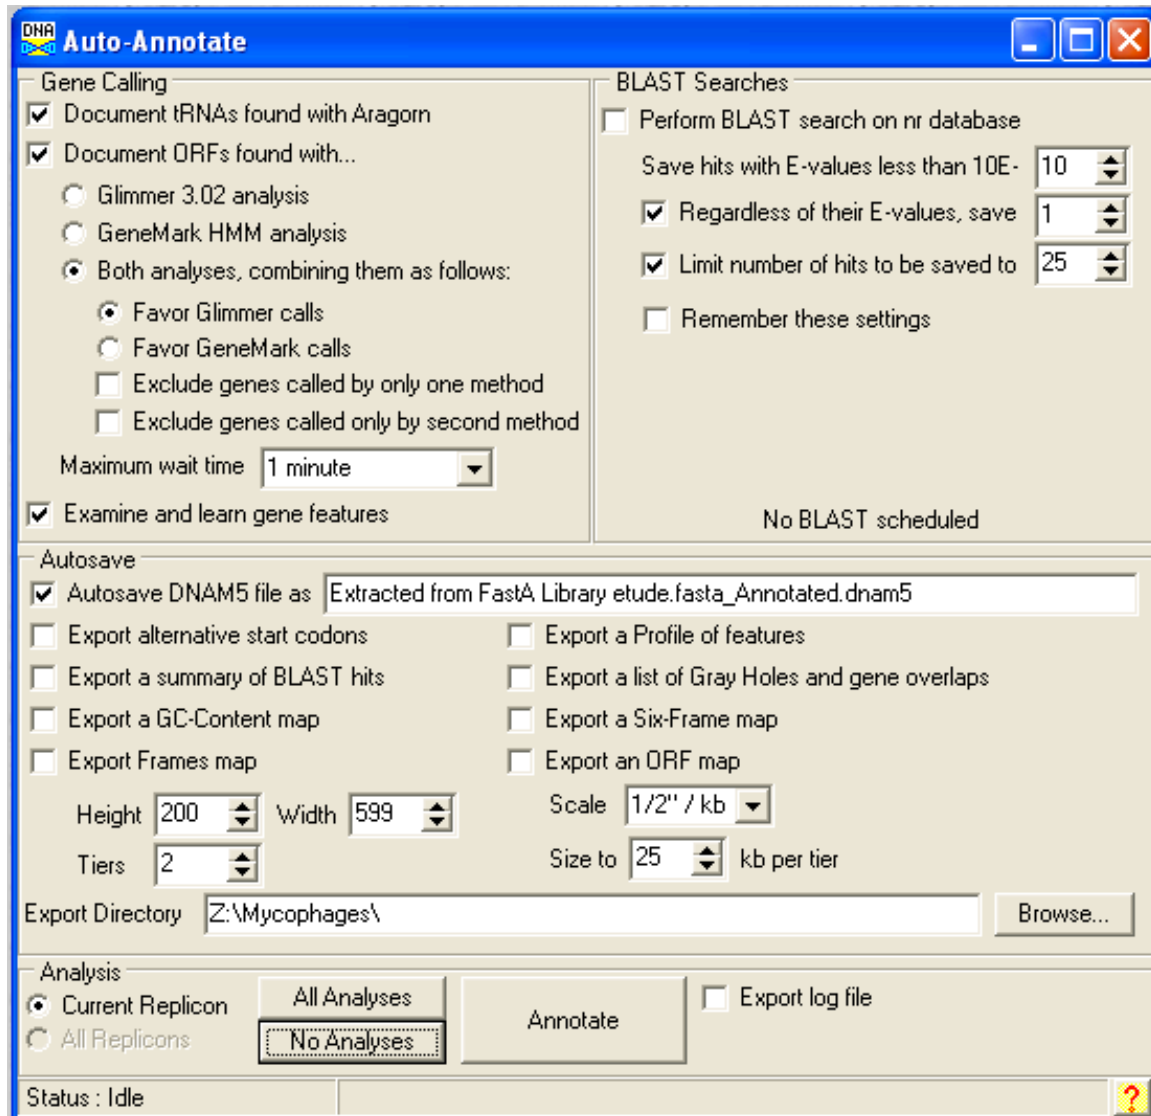 DNA Auto-Annotate
Gene Calling
Document tRNAs found with Aragorn
Document ORFs found with...
Glimmer 3.02 analysis
GeneMark HMM analysis
Both analyses, combining them as follows:
Favor Glimmer calls
Favor GeneMark calls
Exclude genes called by only one method
Exclude genes called only by second method
Maximum wait time 1 minute
Examine and learn gene features
BLAST Searches
Perform BLAST search on nr database
Save hits with E-values less than 10E- 10
Regardless of their E-values, save 1
Limit number of hits to be saved to 25
Remember these settings
No BLAST scheduled
Autosave
Autosave DNAM5 file as Extracted from FastA Library etude.fasta_Annotated.dnam5
Export alternative start codons
Export a Profile of features
Export a summary of BLAST hits
Export a list of Gray Holes and gene overlaps
Export a GC-Content map
Export a Six-Frame map
Export Frames map
Export an ORF map
Height 200 Width 599
Scale 1/2" / kb
Tiers 2
Size to 25 kb per tier
Export Directory Z:\Mycophages\ Browse...
Analysis
Current Replicon
All Replicons
All Analyses
No Analyses
Annotate
Export log file
Status : Idle
?